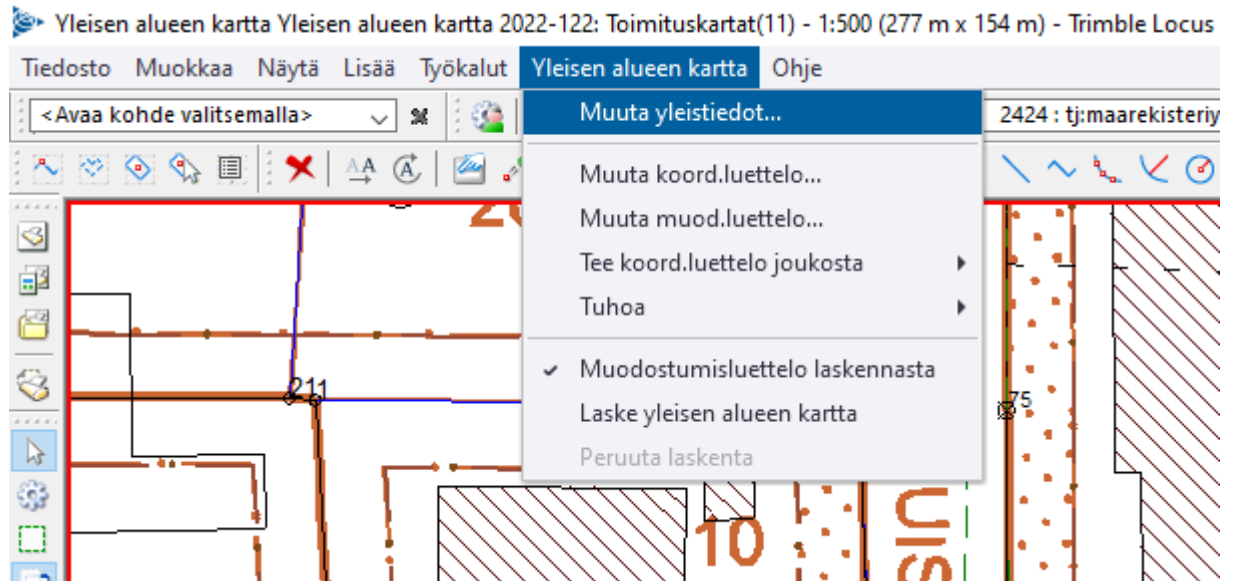 Yleisen alueen kartta Yleisen alueen kartta 2022-122: Toimituskartat(11) - 1:500 (277 m x 154 m) - Trimble Locus
Tiedosto Muokkaa Näytä Lisää Työkalut Yleisen alueen kartta Ohje
<Avaa kohde valitsemalla>
2424 : tj:maarekisteriy
Muuta yleistiedot...
Muuta koord.luettelo...
Muuta muod.luettelo...
Tee koord.luettelo joukosta
Tuhoa
Muodostumisluettelo laskennasta
Laske yleisen alueen kartta
Peruuta laskenta
211
75
10